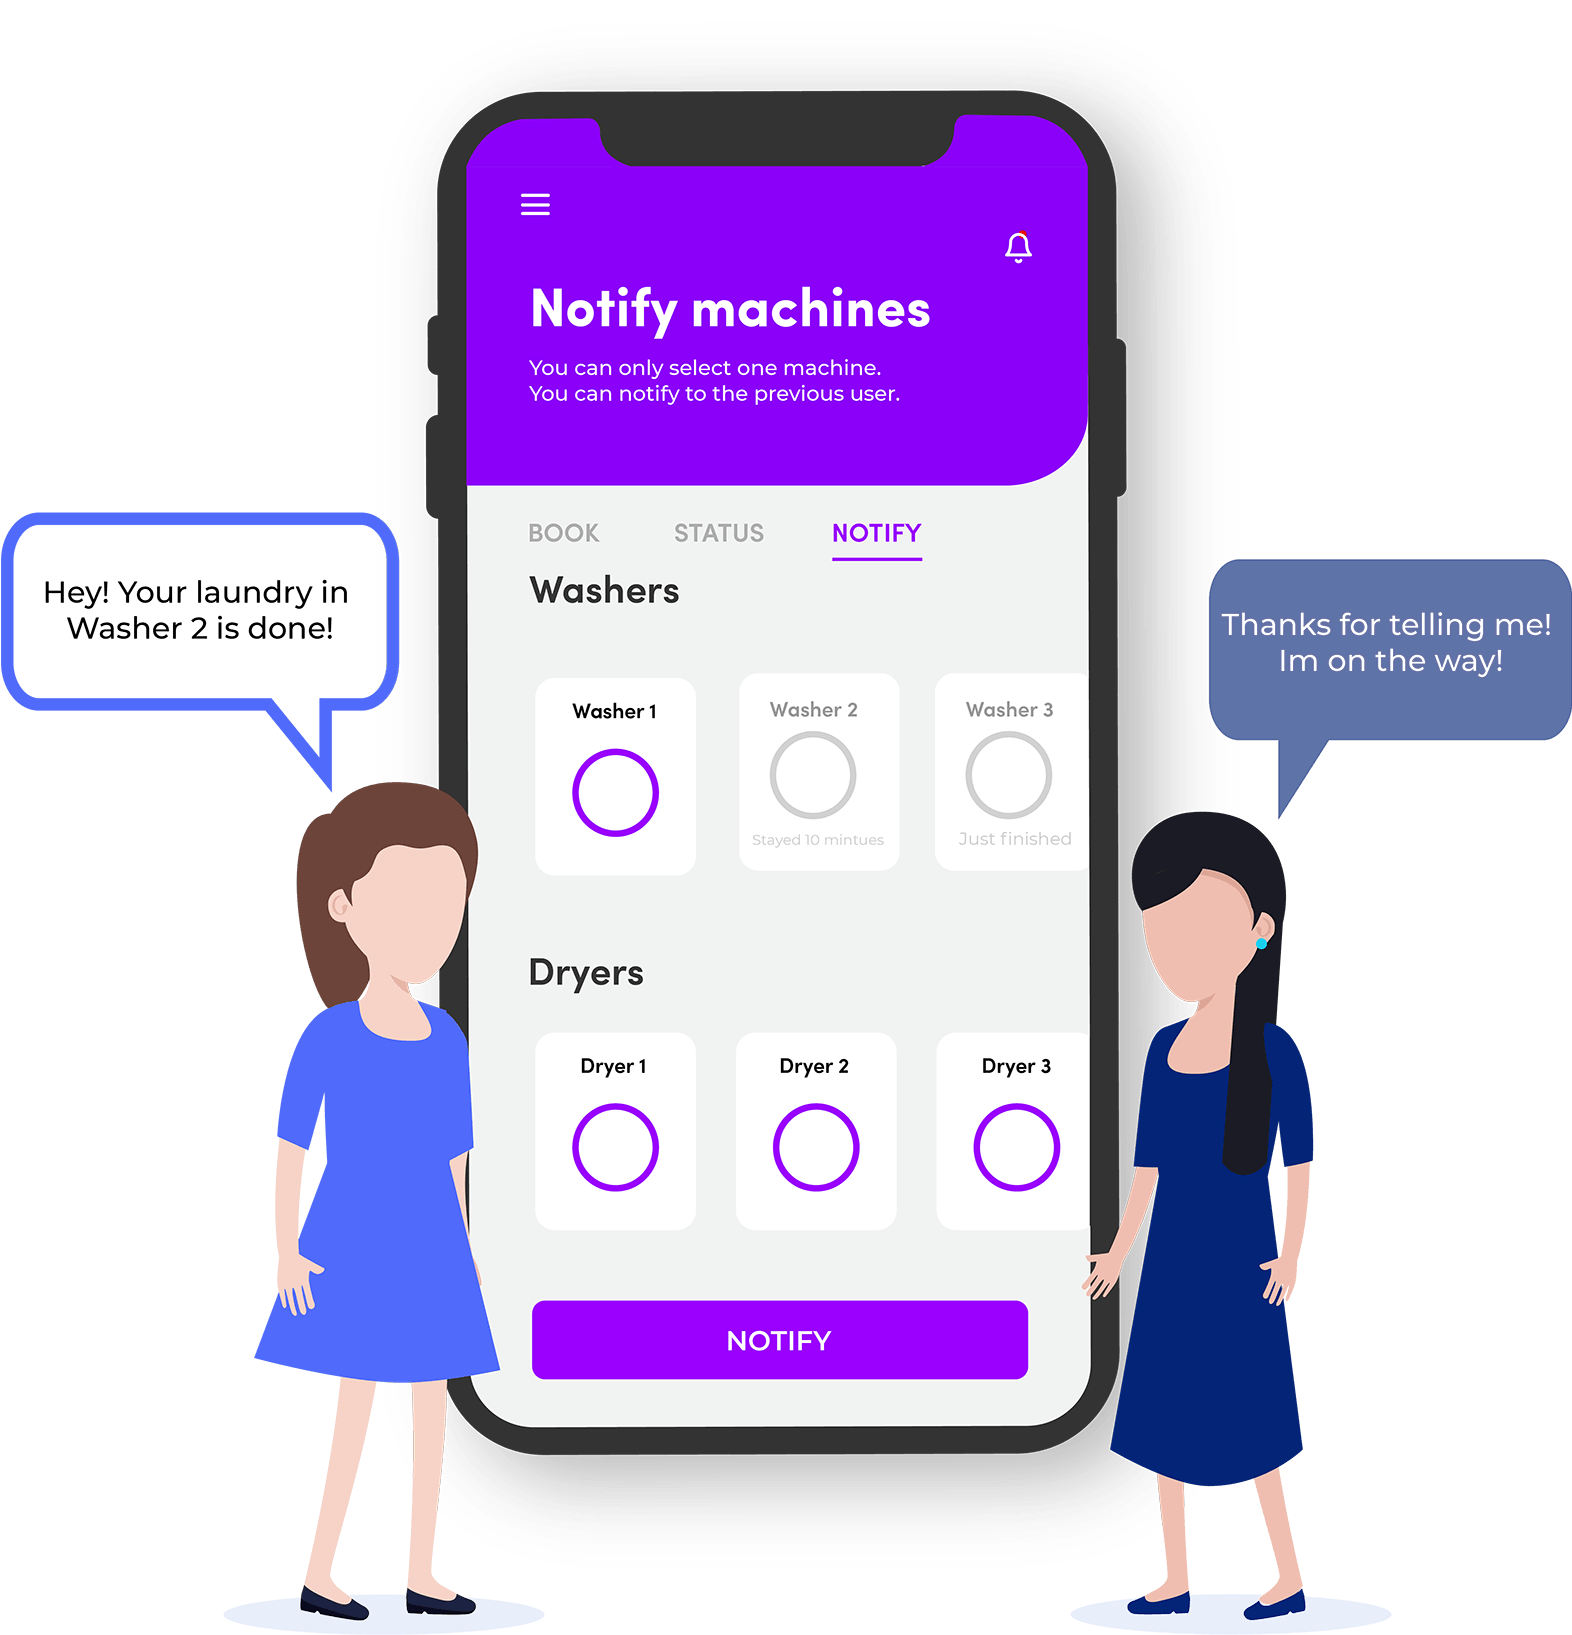 Notify machines
You can only select one machine.
You can notify to the previous user.
BOOK STATUS NOTIFY
Washers
Hey! Your laundry in
Washer 2 is done!
Thanks for telling me!
Im on the way!
Washer 1 Washer 2 Washer 3
Stayed 10 mintues Just finished
Dryers
Dryer 1 Dryer 2 Dryer 3
NOTIFY